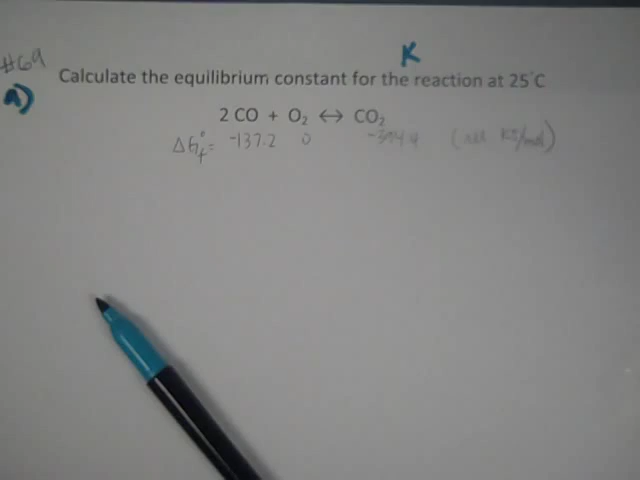 #69
K
Calculate the equilibrium constant for the reaction at 25°C
a)
2 CO + O₂ ↔ CO₂
ΔG°f = -137.2 0 -394.4 (all KJ/mol)